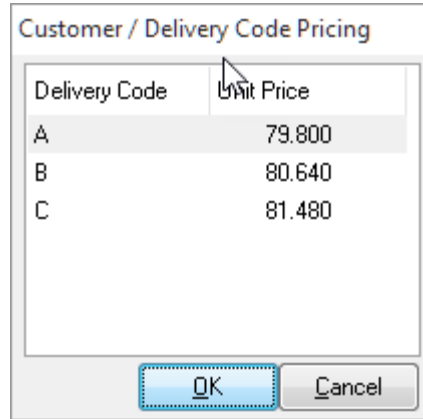 Customer / Delivery Code Pricing
Delivery Code Unit Price
A 79.800
B 80.640
C 81.480
OK Cancel